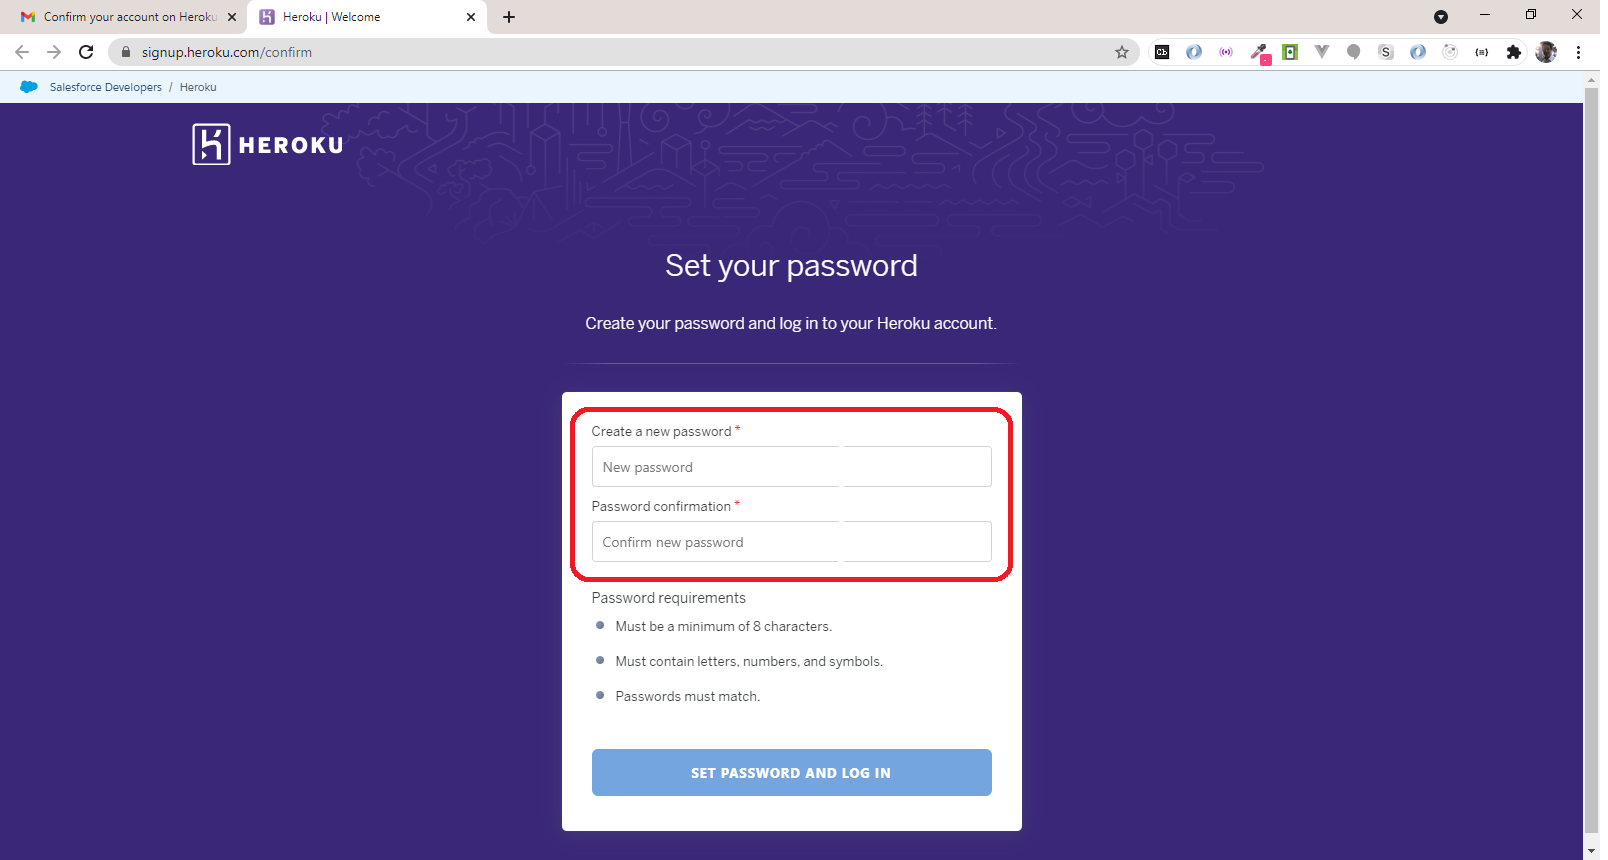 Confirm your account on Heroku
Heroku | Welcome
signup.heroku.com/confirm
Cb
S
Salesforce Developers / Heroku
HEROKU
Set your password
Create your password and log in to your Heroku account.
Create a new password *
New password
Password confirmation *
Confirm new password
Password requirements
Must be a minimum of 8 characters.
Must contain letters, numbers, and symbols.
Passwords must match.
SET PASSWORD AND LOG IN